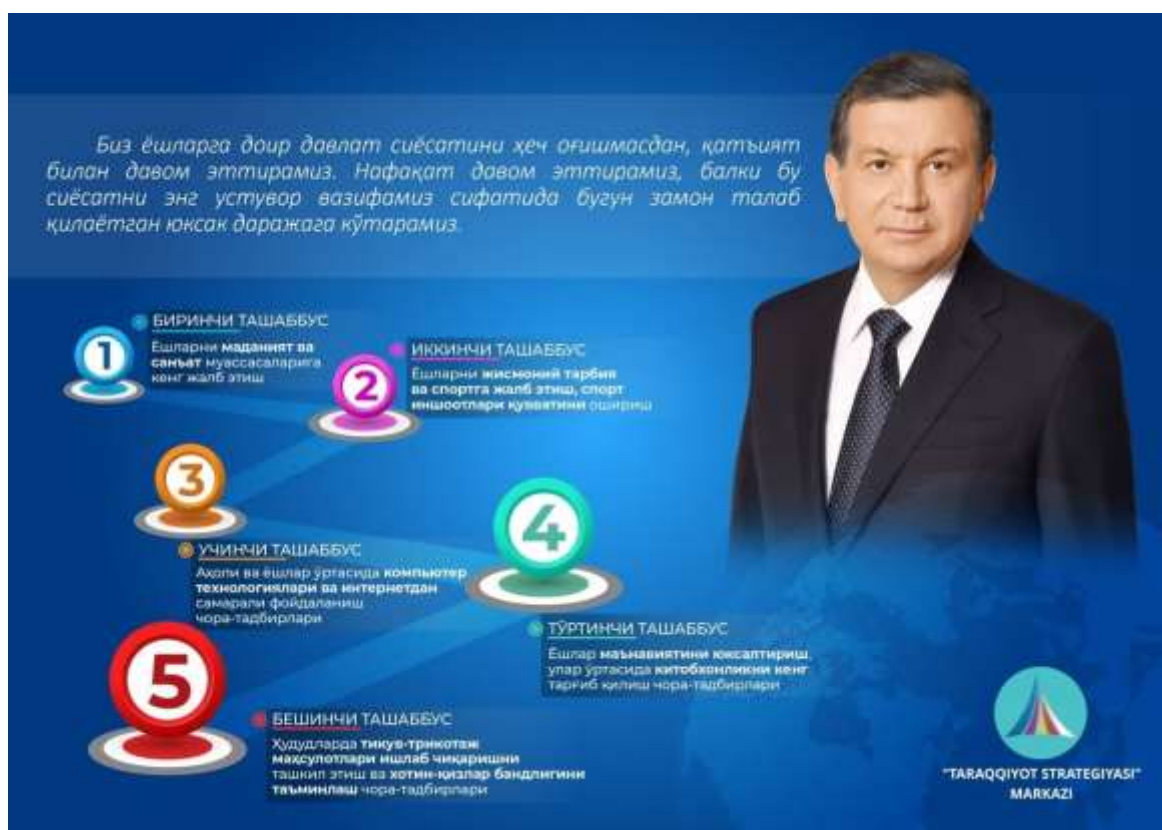 Биз ёшларга доир давлат сиёсатини ҳеч оғишмасдан, қатъият
билан давом эттирамиз. Нафақат давом эттирамиз, балки бу
сиёсатни энг устувор вазифамиз сифатида бугун замон талаб
қилаётган юксак даражага кўтарамиз.
1
БИРИНЧИ ТАШАББУС
Ёшларни маданият ва
санъат муассасаларига
кенг жалб этиш
2
ИККИНЧИ ТАШАББУС
Ёшларни жисмоний тарбия
ва спортга жалб этиш, спорт
иншоотлари қувватини ошириш
3
УЧИНЧИ ТАШАББУС
Аҳоли ва ёшлар ўртасида компьютер
технологиялари ва интернетдан
самарали фойдаланиш
чора-тадбирлари
4
ТЎРТИНЧИ ТАШАББУС
Ёшлар маънавиятини юксалтириш,
улар ўртасида китобхонликни кенг
тарғиб қилиш чора-тадбирлари
5
БЕШИНЧИ ТАШАББУС
Ҳудудларда тикув-трикотаж
маҳсулотлари ишлаб чиқаришни
ташкил этиш ва хотин-қизлар бандлигини
таъминлаш чора-тадбирлари
"TARAQQIYOT STRATEGIYASI"
MARKAZI